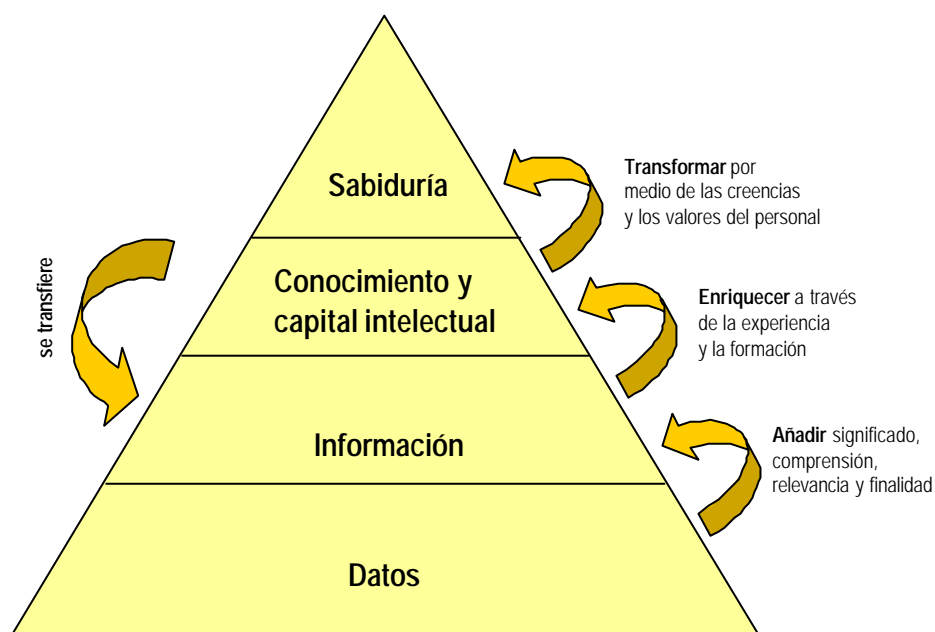 Sabiduría
Transformar por
medio de las creencias
y los valores del personal
se transfiere
Conocimiento y
capital intelectual
Enriquecer a través
de la experiencia
y la formación
Información
Añadir significado,
comprensión,
relevancia y finalidad
Datos